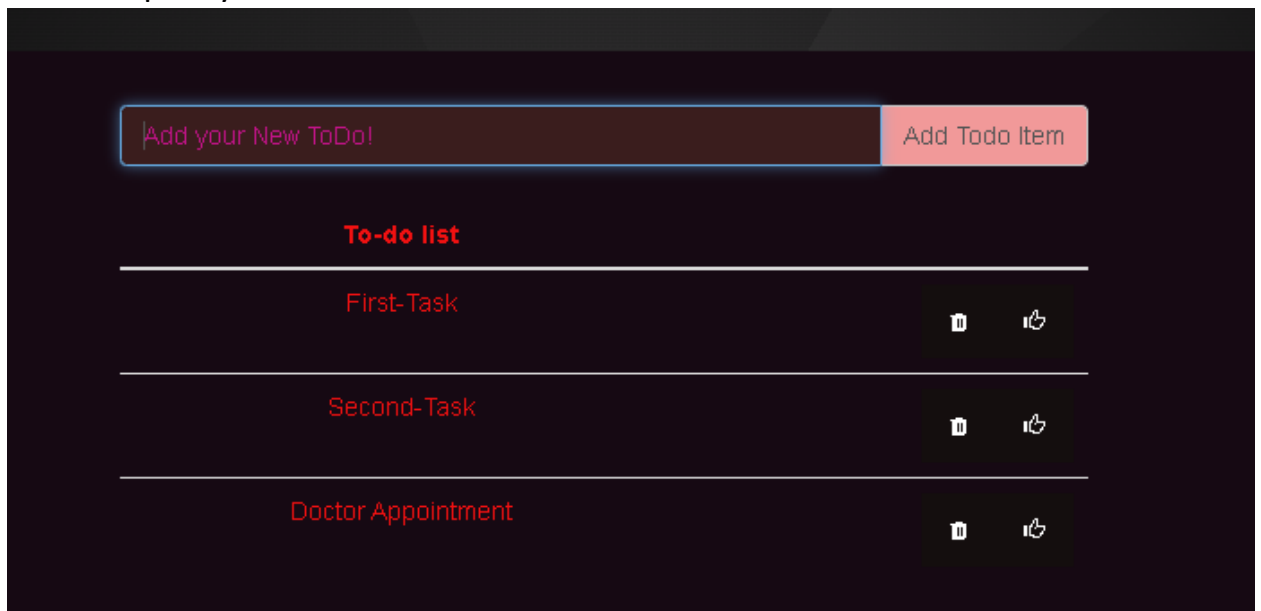 Add your New ToDo!
Add Todo Item
To-do list
First-Task
Second-Task
Doctor Appointment